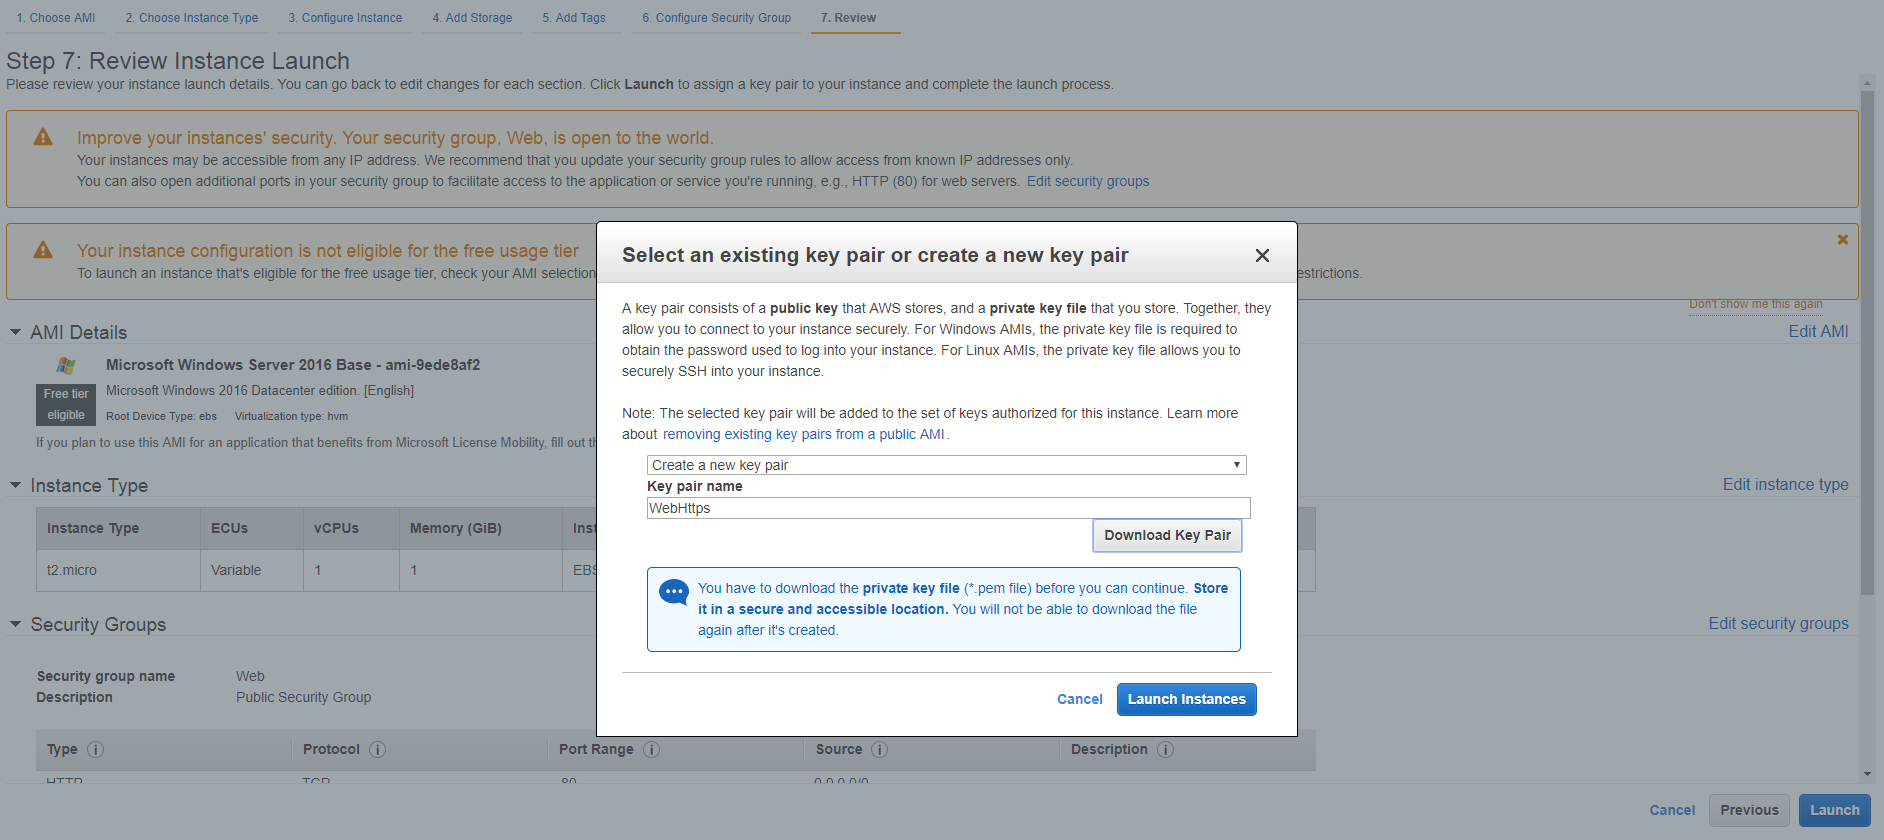 1. Choose AMI 2. Choose Instance Type 3. Configure Instance 4. Add Storage 5. Add Tags 6. Configure Security Group 7. Review
Step 7: Review Instance Launch
Please review your instance launch details. You can go back to edit changes for each section. Click Launch to assign a key pair to your instance and complete the launch process.
Improve your instances' security. Your security group, Web, is open to the world.
Your instances may be accessible from any IP address. We recommend that you update your security group rules to allow access from known IP addresses only.
You can also open additional ports in your security group to facilitate access to the application or service you're running, e.g., HTTP (80) for web servers. Edit security groups
Your instance configuration is not eligible for the free usage tier
To launch an instance that's eligible for the free usage tier, check your AMI selection
estrictions.
Don't show me this again
AMI Details
Edit AMI
Microsoft Windows Server 2016 Base - ami-9ede8af2
Free tier
eligible
Microsoft Windows 2016 Datacenter edition. [English]
Root Device Type: ebs Virtualization type: hvm
If you plan to use this AMI for an application that benefits from Microsoft License Mobility, fill out
Instance Type
Edit instance type
Instance Type ECUs vCPUs Memory (GiB) Inst
t2.micro Variable 1 1 EBS
Security Groups
Edit security groups
Security group name Web
Description Public Security Group
Type Protocol Port Range Source Description
HTTP TCP 80 0.0.0.0/0
Cancel Previous Launch
Select an existing key pair or create a new key pair
A key pair consists of a public key that AWS stores, and a private key file that you store. Together, they
allow you to connect to your instance securely. For Windows AMIs, the private key file is required to
obtain the password used to log into your instance. For Linux AMIs, the private key file allows you to
securely SSH into your instance.
Note: The selected key pair will be added to the set of keys authorized for this instance. Learn more
about removing existing key pairs from a public AMI.
Create a new key pair
Key pair name
WebHttps
Download Key Pair
You have to download the private key file (*.pem file) before you can continue. Store
it in a secure and accessible location. You will not be able to download the file
again after it's created.
Cancel Launch Instances